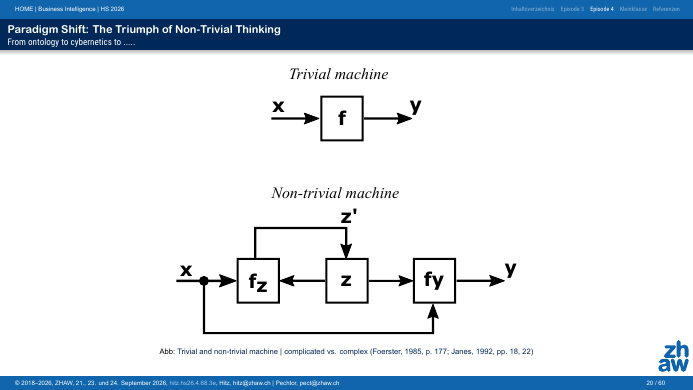 HOME | Business Intelligence | HS 2026
Inhaltsverzeichnis Episode 3 Episode 4 Kleinklause Referenzen
Paradigm Shift: The Triumph of Non-Trivial Thinking
From ontology to cybernetics to .....
Trivial machine
x f y
Non-trivial machine
z'
x fz z fy y
Abb: Trivial and non-trivial machine | complicated vs. complex (Foerster, 1985, p. 177; Janes, 1992, pp. 18, 22)
zh
aw
© 2018–2026, ZHAW, 21., 23. und 24. September 2026, hitz.hs26.4.68.3e, Hitz, hitz@zhaw.ch | Pechtor, pect@zhaw.ch
20 / 60